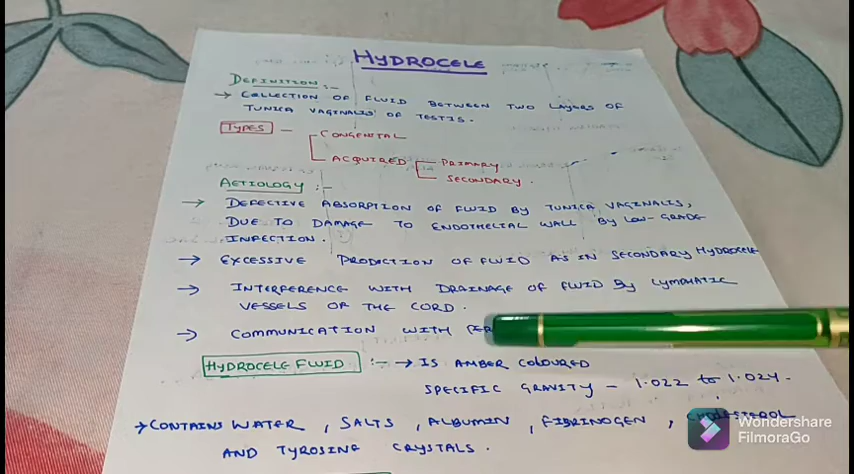 HYDROCELE
DEFINITION :-
→ COLLECTION OF FLUID BETWEEN TWO LAYERS OF
TUNICA VAGINALIS OF TESTIS.
TYPES - CONGENITAL
ACQUIRED PRIMARY
SECONDARY.
AETIOLOGY :-
→ DEFECTIVE ABSORPTION OF FLUID BY TUNICA VAGINALIS,
DUE TO DAMAGE TO ENDOTHELIAL WALL BY LOW-GRADE
INFECTION.
→ EXCESSIVE PRODUCTION OF FLUID AS IN SECONDARY HYDROCELE
→ INTERFERENCE WITH DRAINAGE OF FLUID BY LYMPHATIC
VESSELS OF THE CORD.
→ COMMUNICATION WITH
HYDROCELE FLUID :- → IS AMBER COLOURED
SPECIFIC GRAVITY - 1.022 to 1.024.
→ CONTAINS WATER, SALTS, ALBUMIN, FIBRINOGEN, CHOLESTEROL
AND TYROSINE CRYSTALS.
Wondershare
FilmoraGo